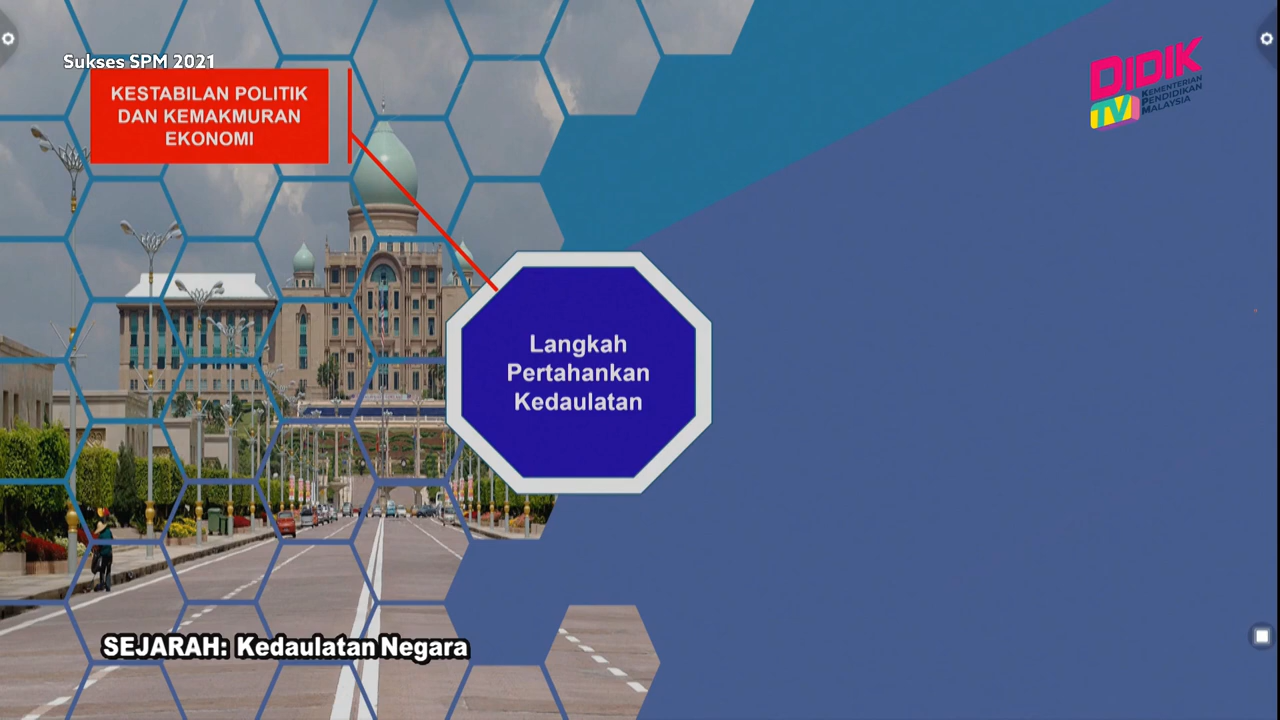 Sukses SPM 2021
KESTABILAN POLITIK
DAN KEMAKMURAN
EKONOMI
DIDIK
TV
KEMENTERIAN
PENDIDIKAN
MALAYSIA
Langkah
Pertahankan
Kedaulatan
SEJARAH: Kedaulatan Negara